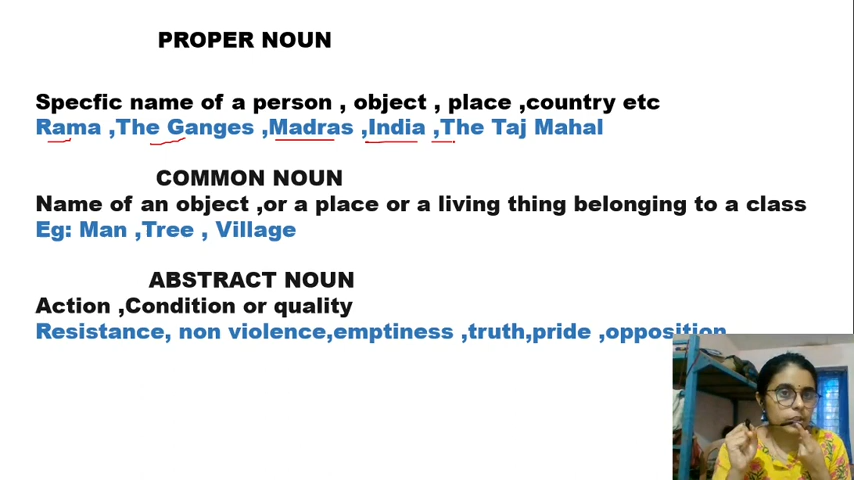 PROPER NOUN
Specfic name of a person , object , place ,country etc
Rama ,The Ganges ,Madras ,India ,The Taj Mahal
COMMON NOUN
Name of an object ,or a place or a living thing belonging to a class
Eg: Man ,Tree , Village
ABSTRACT NOUN
Action ,Condition or quality
Resistance, non violence,emptiness ,truth,pride ,opposition